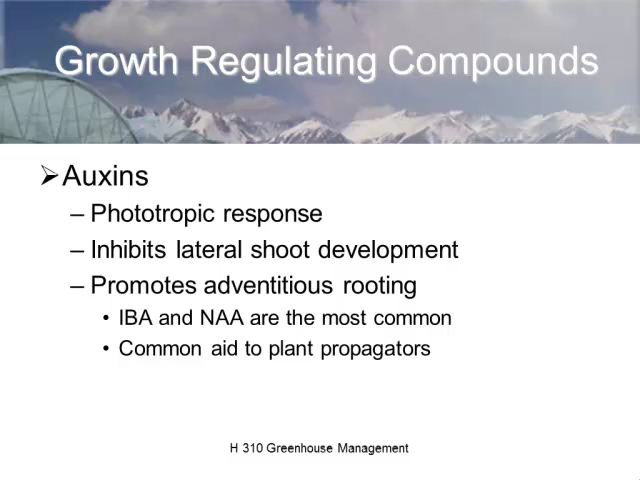 Growth Regulating Compounds
➢Auxins
– Phototropic response
– Inhibits lateral shoot development
– Promotes adventitious rooting
• IBA and NAA are the most common
• Common aid to plant propagators
H 310 Greenhouse Management